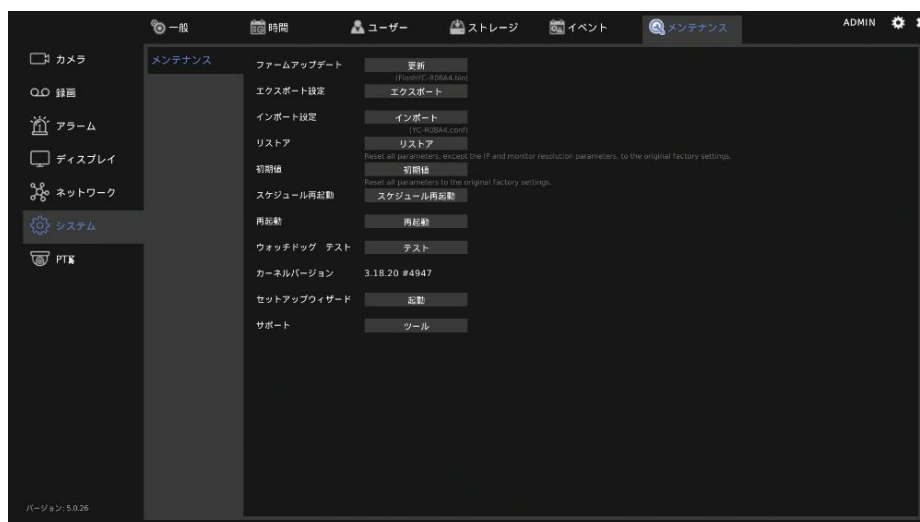 一般 時間 ユーザー ストレージ イベント メンテナンス ADMIN
カメラ
録画
アラーム
ディスプレイ
ネットワーク
システム
PTZ
メンテナンス
ファームアップデート 更新
(FlashYC-R08A4.bin)
エクスポート設定 エクスポート
インポート設定 インポート
(YC-R08A4.conf)
リストア リストア
Reset all parameters, except the IP and monitor resolution parameters, to the original factory settings.
初期値 初期値
Reset all parameters to the original factory settings.
スケジュール再起動 スケジュール再起動
再起動 再起動
ウォッチドッグ テスト テスト
カーネルバージョン 3.18.20 #4947
セットアップウィザード 起動
サポート ツール
バージョン: 5.0.26